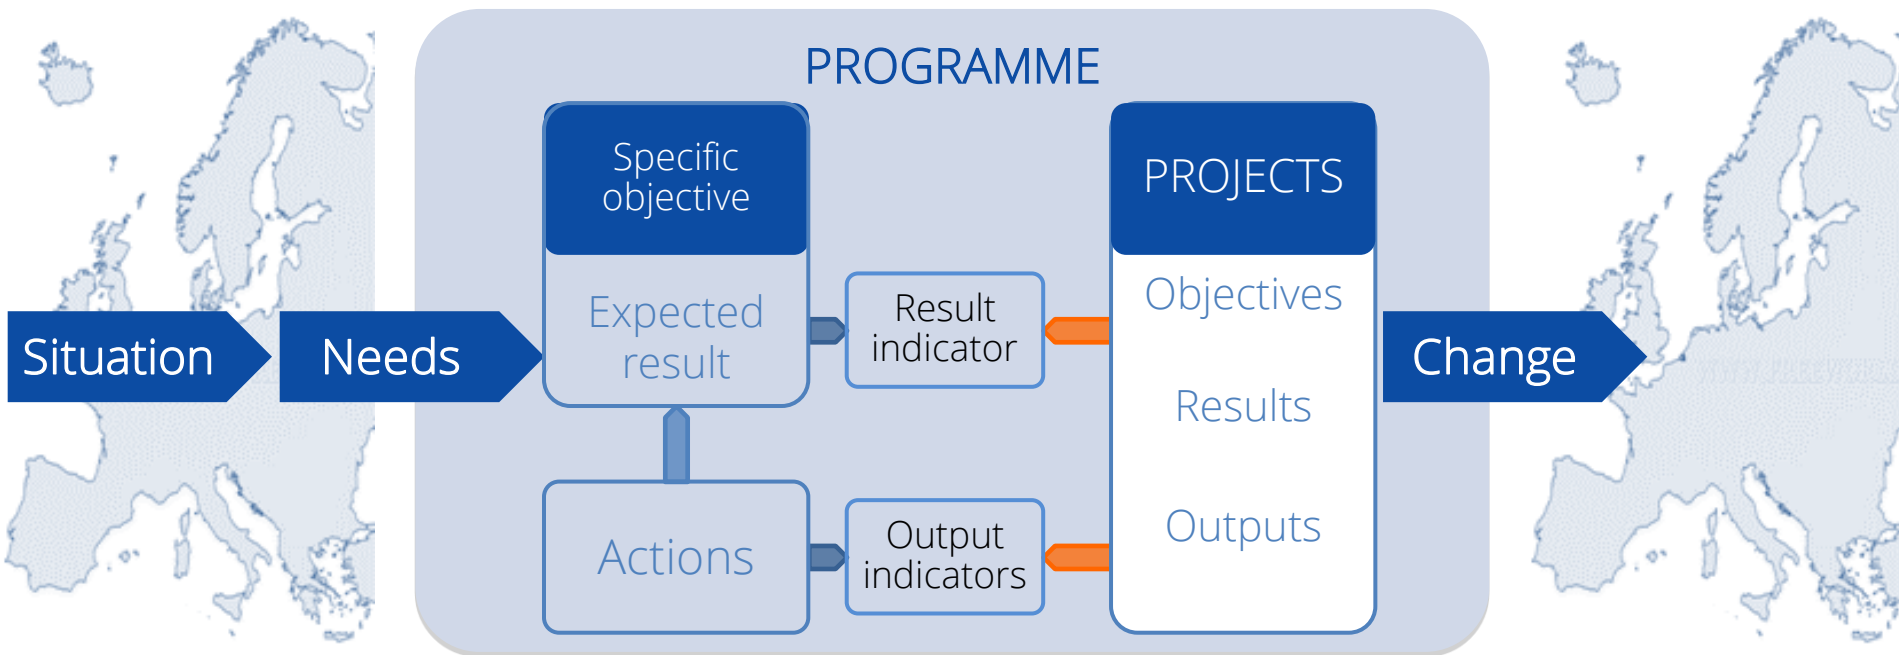 PROGRAMME
Specific
objective
PROJECTS
Expected
result
Result
indicator
Objectives
Situation
Needs
Change
Results
Actions
Output
indicators
Outputs